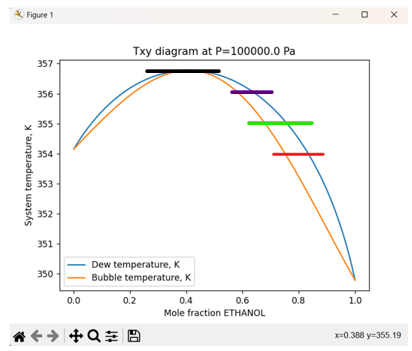 Figure 1
Txy diagram at P=100000.0 Pa
357
356
355
354
353
352
351
350
System temperature, K
Dew temperature, K
Bubble temperature, K
0.0 0.2 0.4 0.6 0.8 1.0
Mole fraction ETHANOL
x=0.388 y=355.19